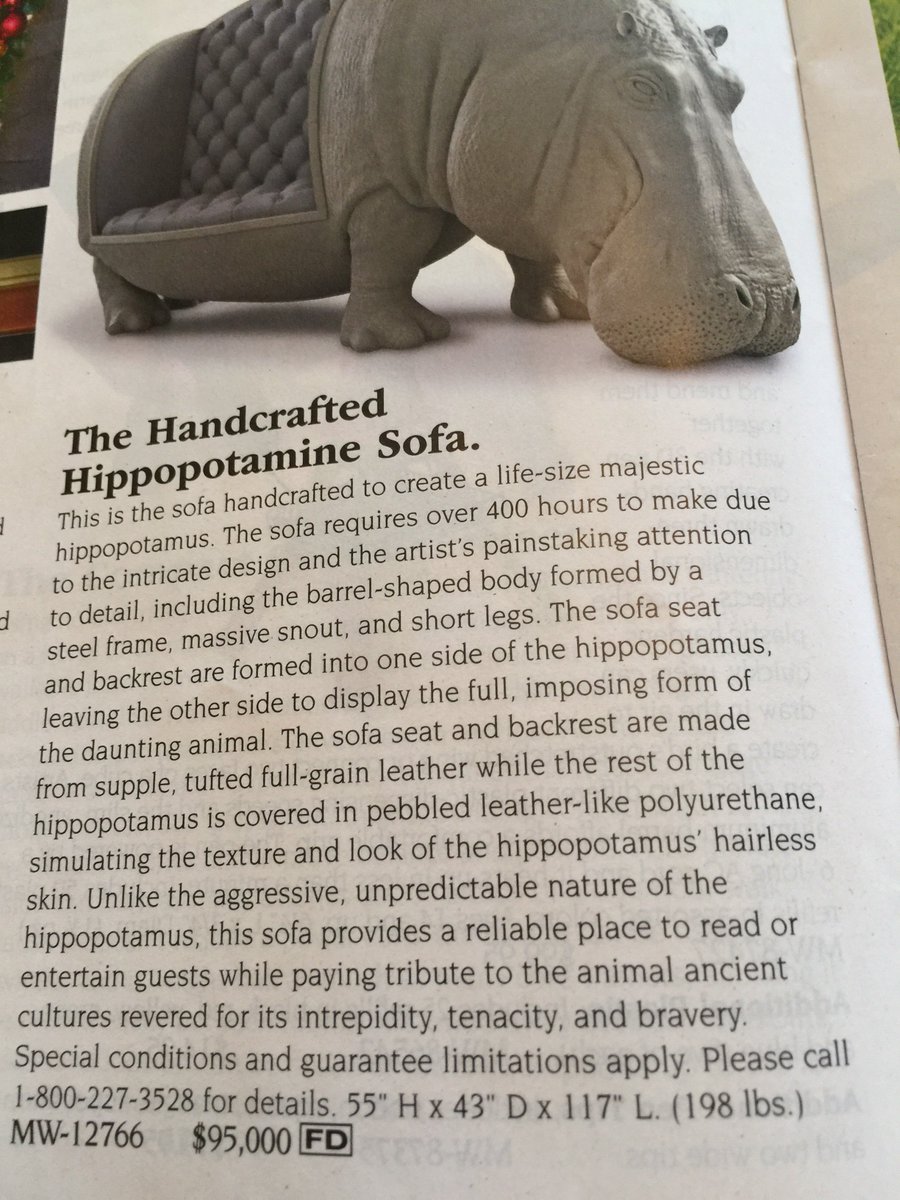 The Handcrafted
Hippopotamine Sofa.
This is the sofa handcrafted to create a life-size majestic
hippopotamus. The sofa requires over 400 hours to make due
to the intricate design and the artist's painstaking attention
to detail, including the barrel-shaped body formed by a
steel frame, massive snout, and short legs. The sofa seat
and backrest are formed into one side of the hippopotamus,
leaving the other side to display the full, imposing form of
the daunting animal. The sofa seat and backrest are made
from supple, tufted full-grain leather while the rest of the
hippopotamus is covered in pebbled leather-like polyurethane,
simulating the texture and look of the hippopotamus' hairless
skin. Unlike the aggressive, unpredictable nature of the
hippopotamus, this sofa provides a reliable place to read or
entertain guests while paying tribute to the animal ancient
cultures revered for its intrepidity, tenacity, and bravery.
Special conditions and guarantee limitations apply. Please call
1-800-227-3528 for details. 55" H x 43" D x 117" L. (198 lbs.)
MW-12766 $95,000 FD